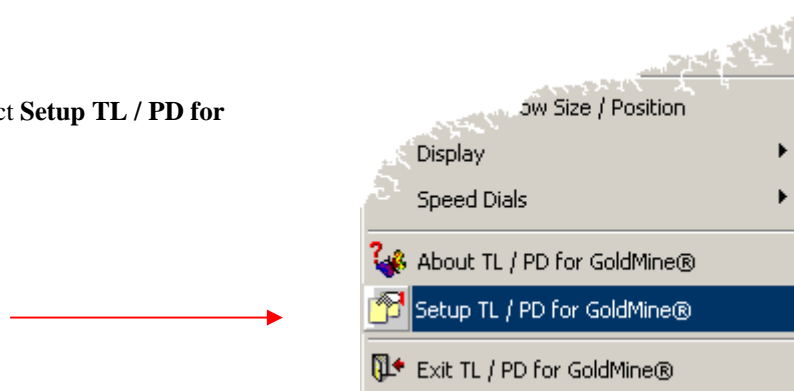 ow Size / Position
ct Setup TL / PD for
Display
Speed Dials
About TL / PD for GoldMine®
Setup TL / PD for GoldMine®
Exit TL / PD for GoldMine®